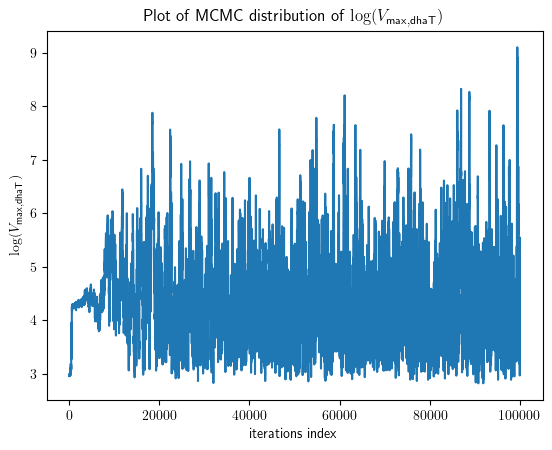 Plot of MCMC distribution of log(V_max,dhaT)
9
8
7
6
5
4
3
log(V_max,dhaT)
0 20000 40000 60000 80000 100000
iterations index